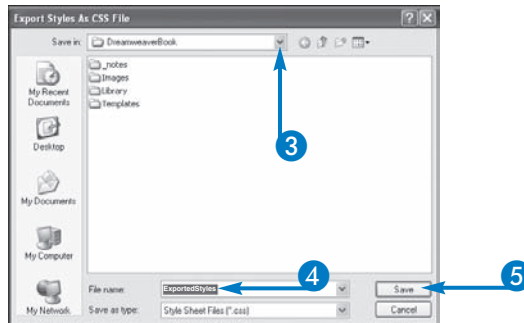 Export Styles As CSS File
Save in: DreamweaverBook
_notes
Images
Library
Templates
My Recent Documents
Desktop
My Documents
My Computer
My Network
File name: ExportedStyles
Save as type: Style Sheet Files (*.css)
Save
Cancel
3
4
5